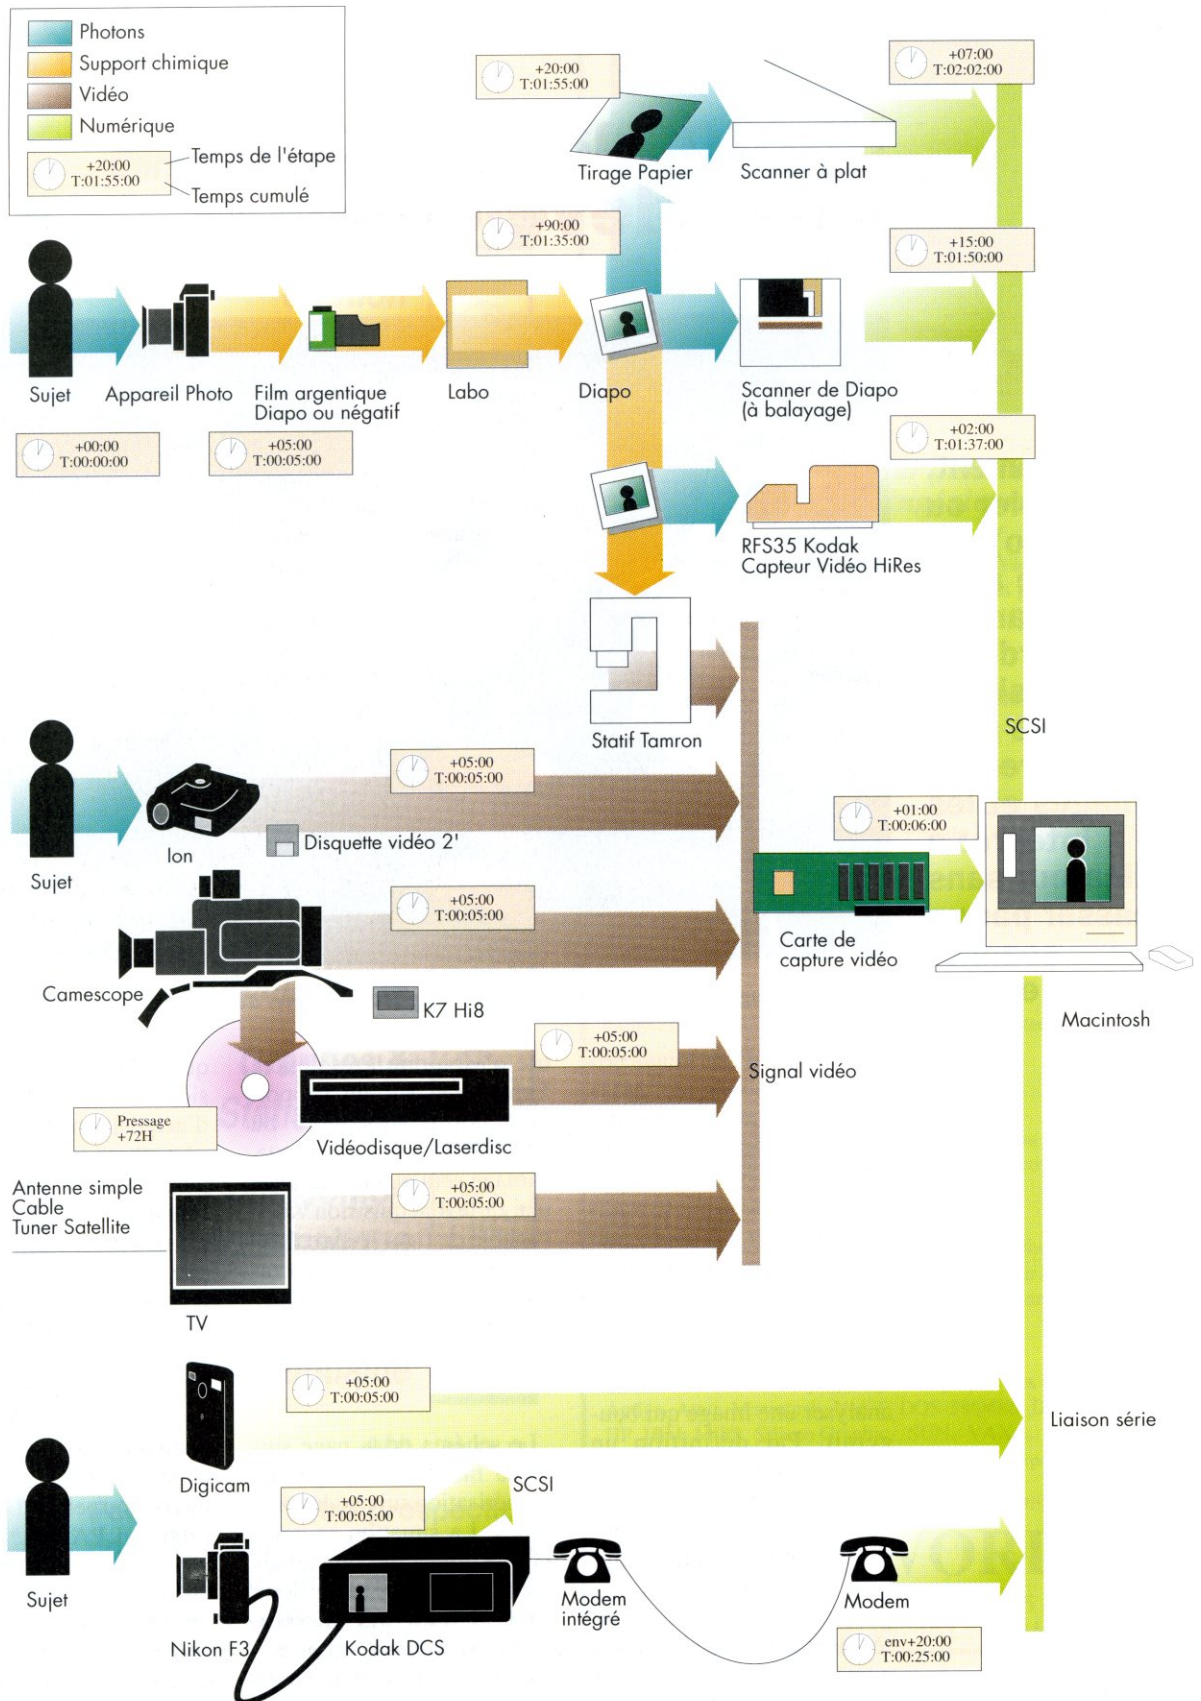 Photons
Support chimique
Vidéo
Numérique
+20:00
T:01:55:00
Temps de l'étape
Temps cumulé
+20:00
T:01:55:00
+07:00
T:02:02:00
Tirage Papier
Scanner à plat
+90:00
T:01:35:00
+15:00
T:01:50:00
Sujet
Appareil Photo
Film argentique
Diapo ou négatif
Labo
Diapo
Scanner de Diapo
(à balayage)
+00:00
T:00:00:00
+05:00
T:00:05:00
+02:00
T:01:37:00
RFS35 Kodak
Capteur Vidéo HiRes
Statif Tamron
SCSI
Sujet
Ion
+05:00
T:00:05:00
Disquette vidéo 2'
+01:00
T:00:06:00
Camescope
+05:00
T:00:05:00
K7 Hi8
Carte de
capture vidéo
Macintosh
Pressage
+72H
Vidéodisque/Laserdisc
+05:00
T:00:05:00
Signal vidéo
Antenne simple
Cable
Tuner Satellite
TV
+05:00
T:00:05:00
Digicam
+05:00
T:00:05:00
Liaison série
Sujet
+05:00
T:00:05:00
SCSI
Nikon F3
Kodak DCS
Modem
intégré
Modem
env+20:00
T:00:25:00